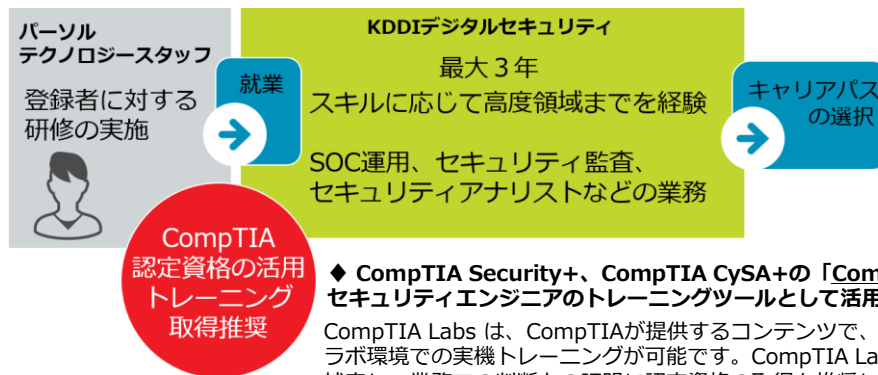 パーソル
テクノロジースタッフ
登録者に対する
研修の実施
就業
KDDIデジタルセキュリティ
最大３年
スキルに応じて高度領域までを経験
SOC運用、セキュリティ監査、
セキュリティアナリストなどの業務
キャリアパス
の選択
CompTIA
認定資格の活用
トレーニング
取得推奨
♦ CompTIA Security+、CompTIA CySA+の「Com
セキュリティエンジニアのトレーニングツールとして活用
CompTIA Labs は、CompTIAが提供するコンテンツで、
ラボ環境での実機トレーニングが可能です。CompTIA La